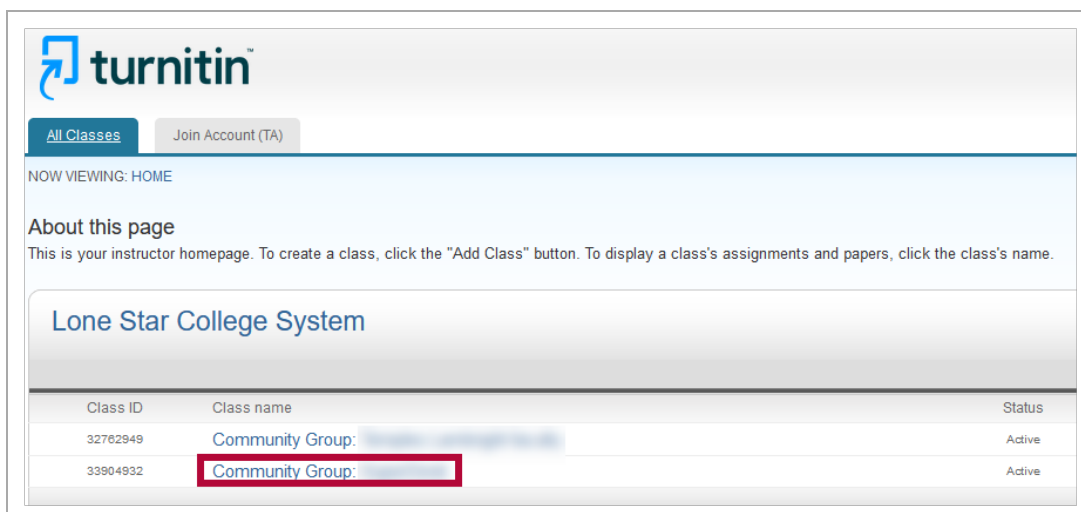 turnitin™
All Classes Join Account (TA)
NOW VIEWING: HOME
About this page
This is your instructor homepage. To create a class, click the "Add Class" button. To display a class's assignments and papers, click the class's name.
Lone Star College System
Class ID Class name Status
32762949 Community Group: Active
33904932 Community Group: Active